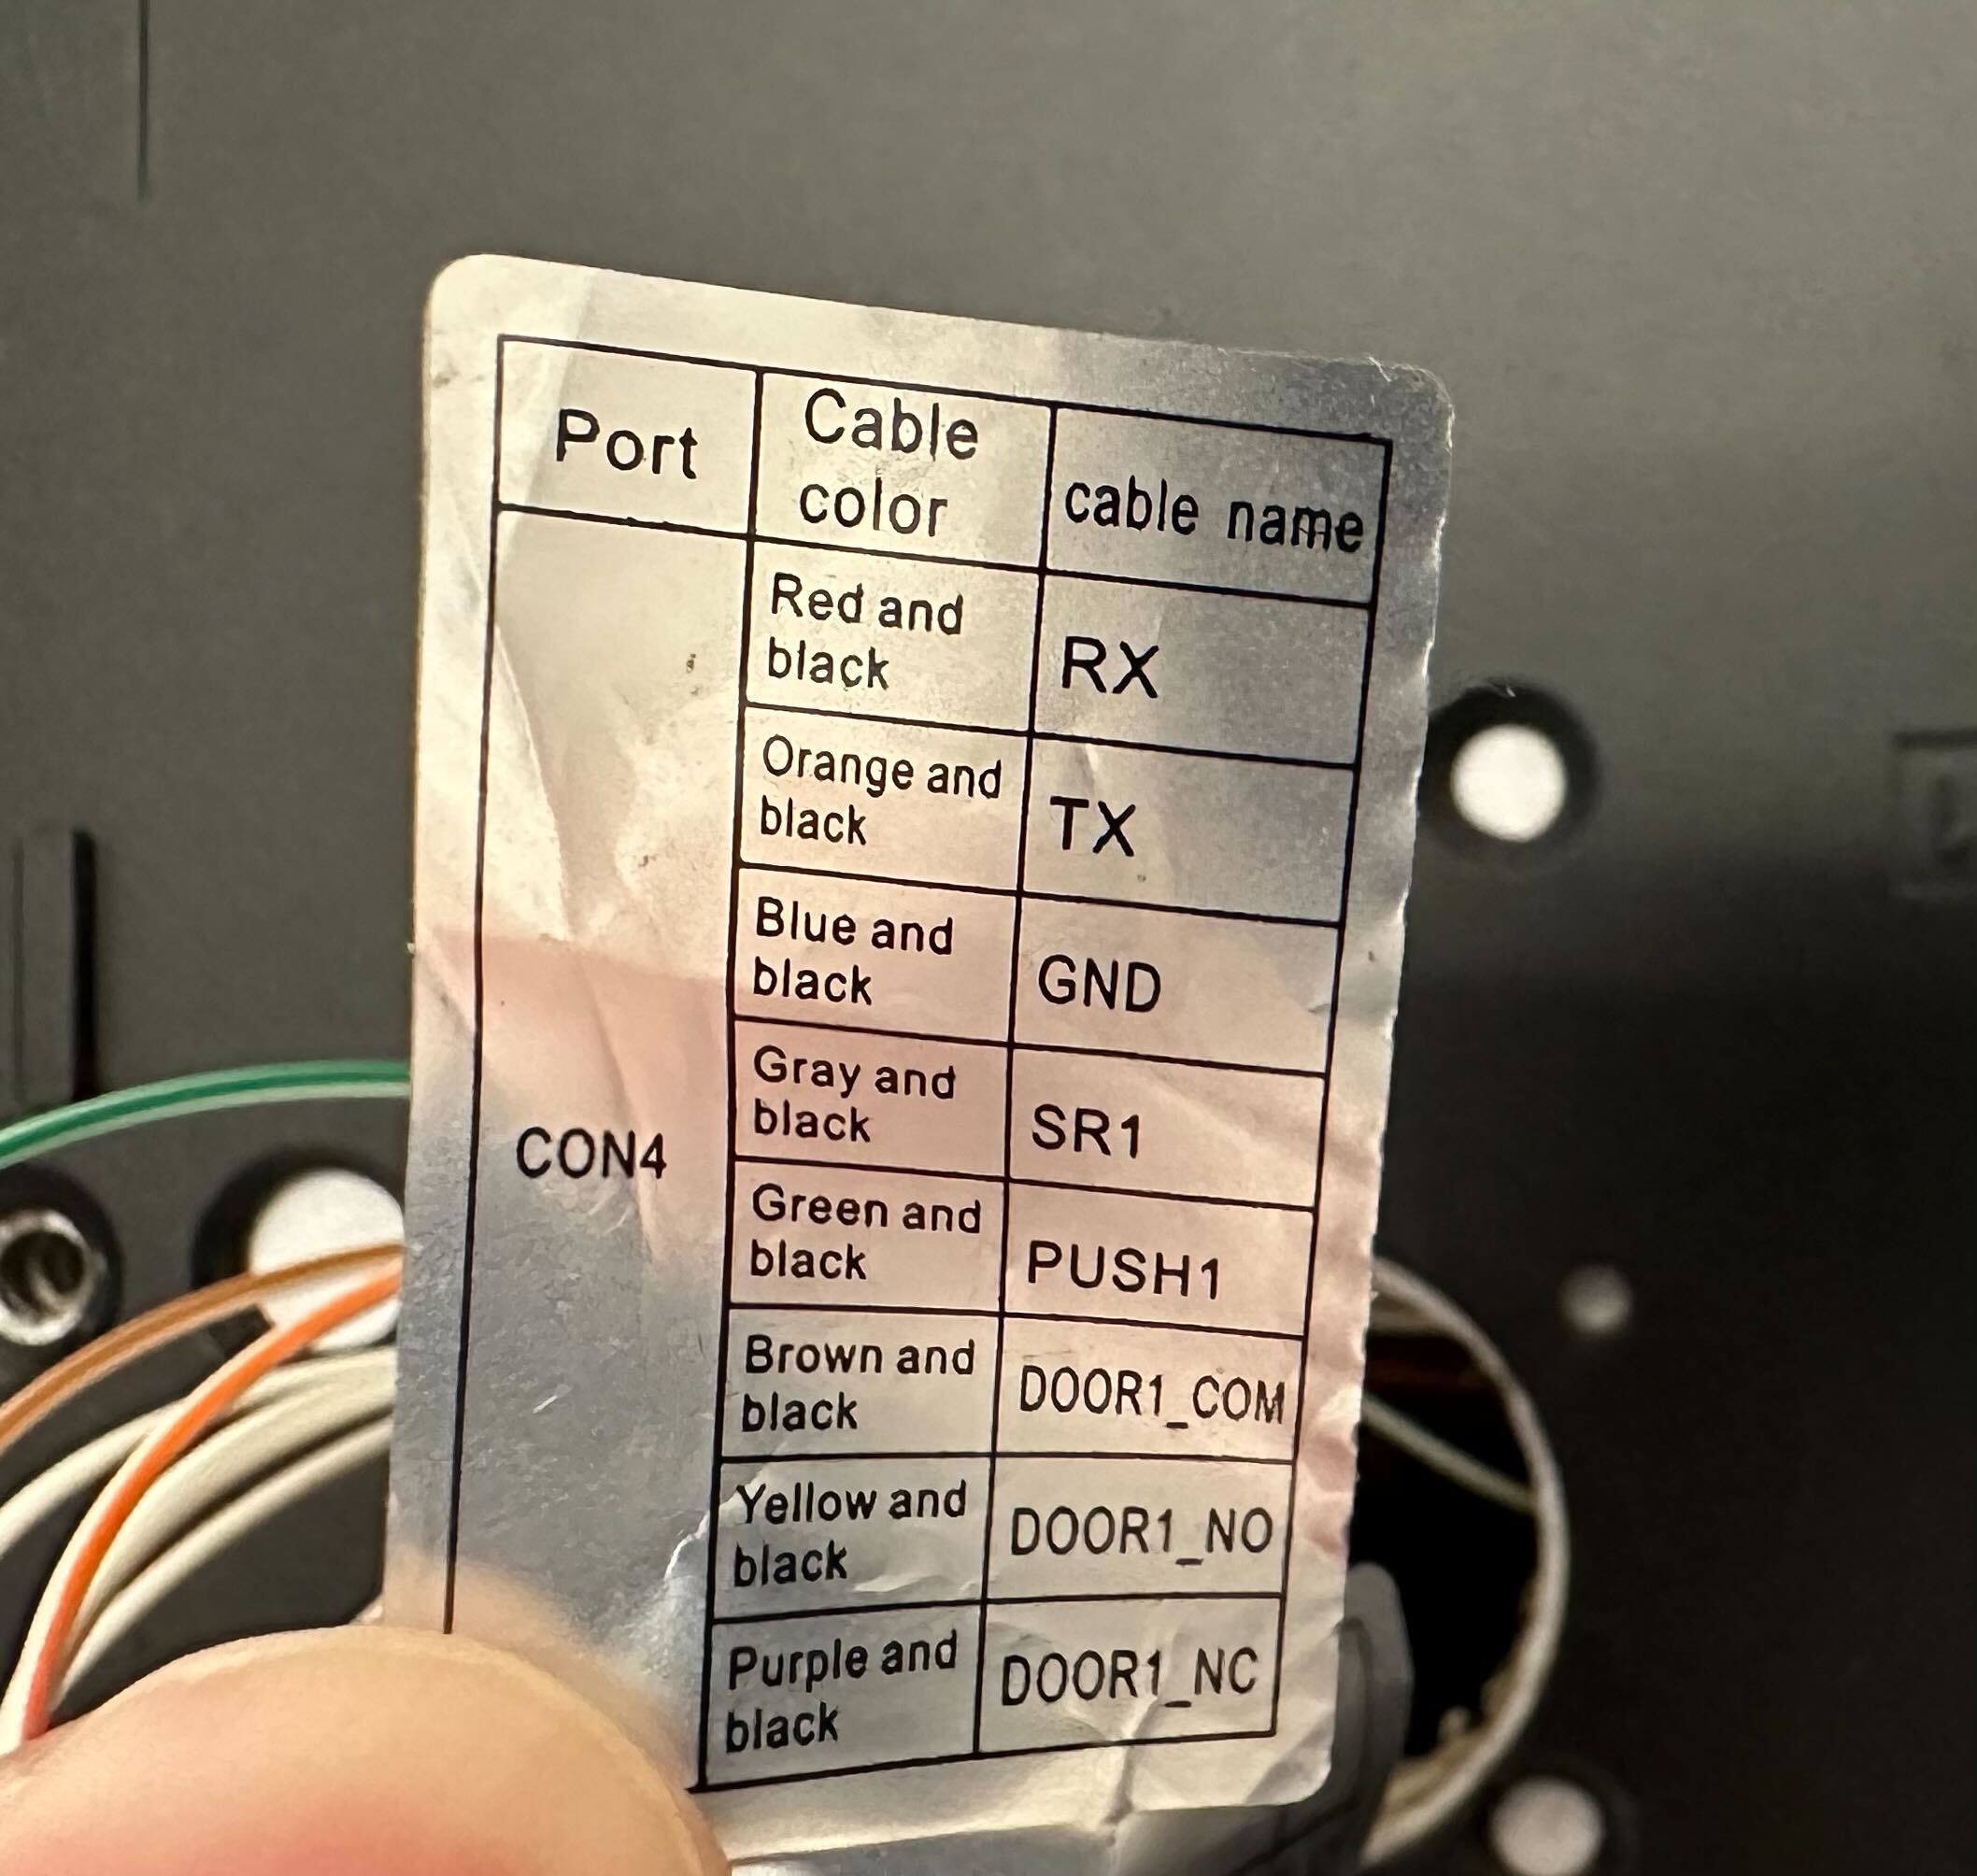 Port Cable color cable name
CON4
Red and black RX
Orange and black TX
Blue and black GND
Gray and black SR1
Green and black PUSH1
Brown and black DOOR1_COM
Yellow and black DOOR1_NO
Purple and black DOOR1_NC